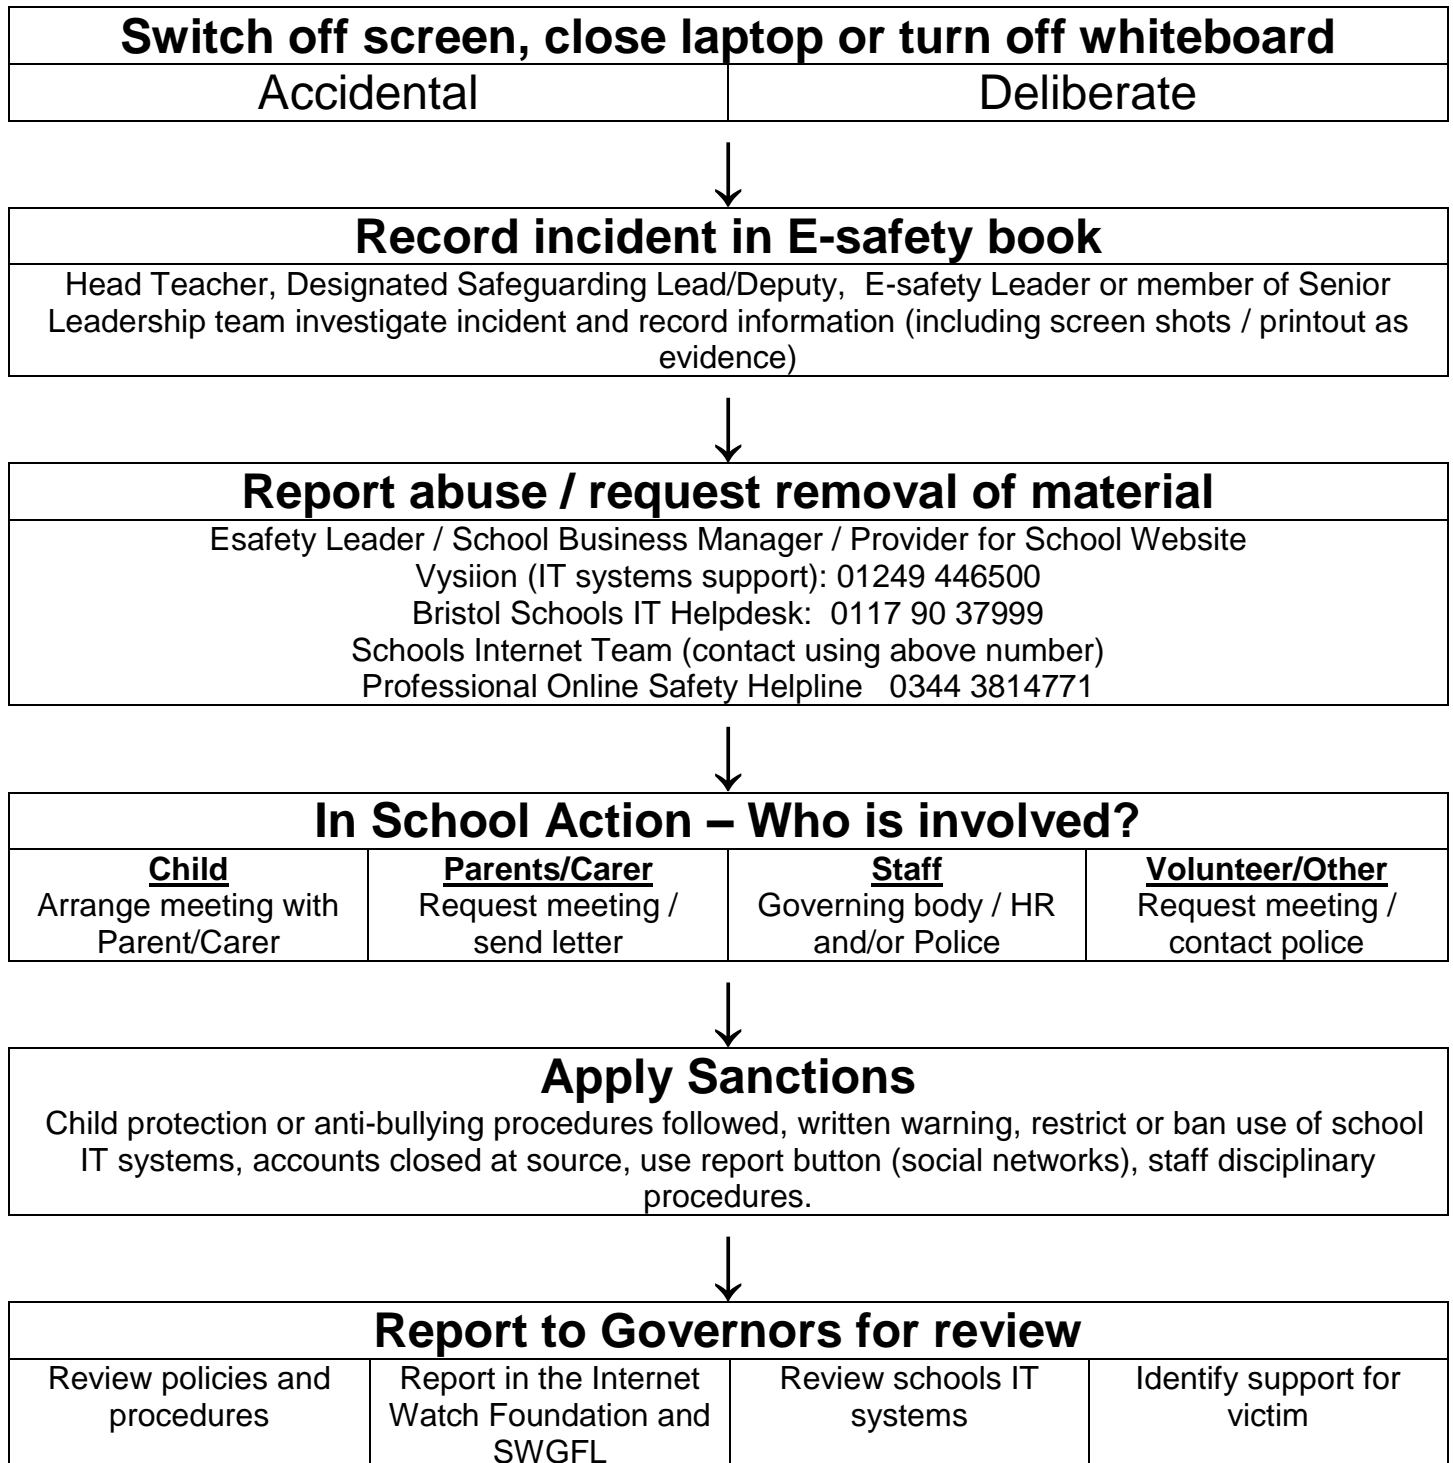 Switch off screen, close laptop or turn off whiteboard
Accidental
Deliberate
Record incident in E-safety book
Head Teacher, Designated Safeguarding Lead/Deputy,  E-safety Leader or member of Senior
Leadership team investigate incident and record information (including screen shots / printout as
evidence)
Report abuse / request removal of material
Esafety Leader / School Business Manager / Provider for School Website
Vysiion (IT systems support): 01249 446500
Bristol Schools IT Helpdesk:  0117 90 37999
Schools Internet Team (contact using above number)
Professional Online Safety Helpline   0344 3814771
In School Action – Who is involved?
Child
Arrange meeting with
Parent/Carer
Parents/Carer
Request meeting /
send letter
Staff
Governing body / HR
and/or Police
Volunteer/Other
Request meeting /
contact police
Apply Sanctions
Child protection or anti-bullying procedures followed, written warning, restrict or ban use of school
IT systems, accounts closed at source, use report button (social networks), staff disciplinary
procedures.
Report to Governors for review
Review policies and
procedures
Report in the Internet
Watch Foundation and
SWGFL
Review schools IT
systems
Identify support for
victim